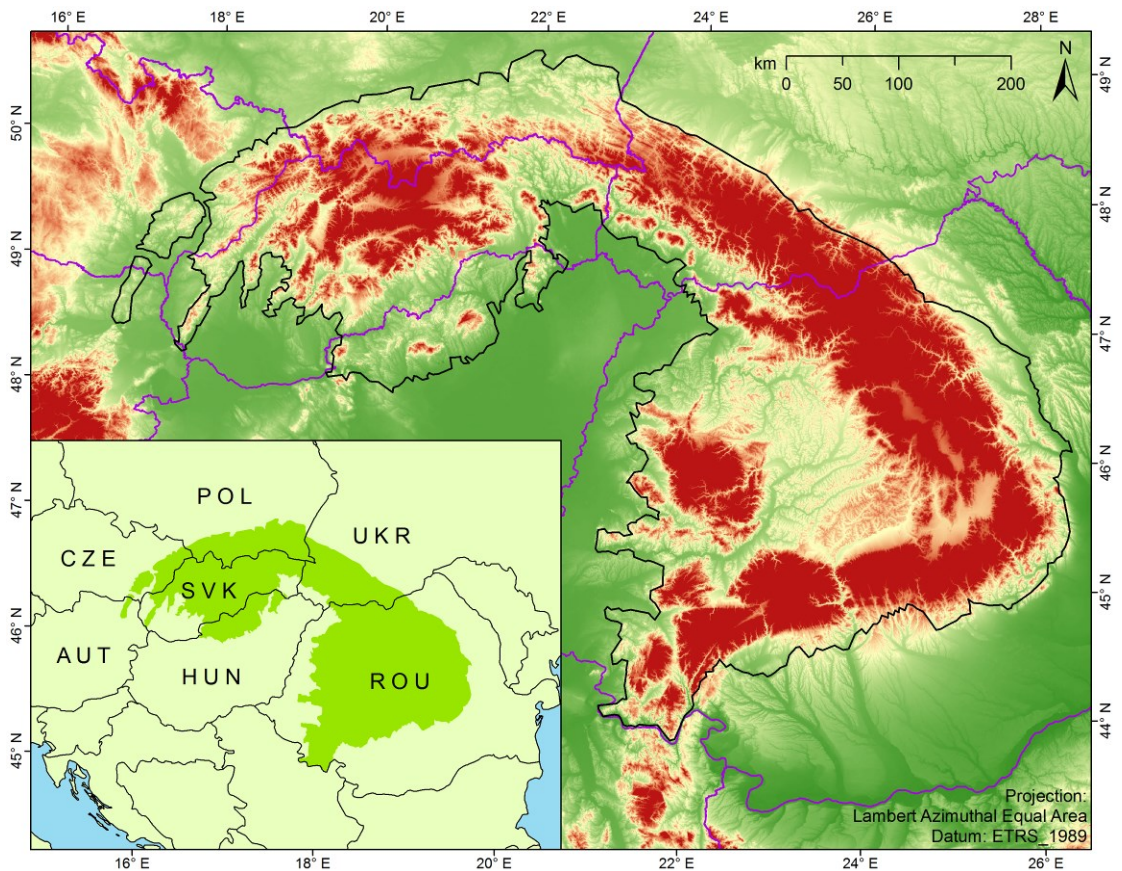 16° E 18° E 20° E 22° E 24° E 26° E 28° E
km 0 50 100 150 200
N
50° N
49° N
48° N
47° N
46° N
45° N
49° N
48° N
47° N
46° N
45° N
44° N
POL
UKR
CZE
SVK
AUT
HUN
ROU
Projection:
Lambert Azimuthal Equal Area
Datum: ETRS_1989
16° E 18° E 20° E 22° E 24° E 26° E